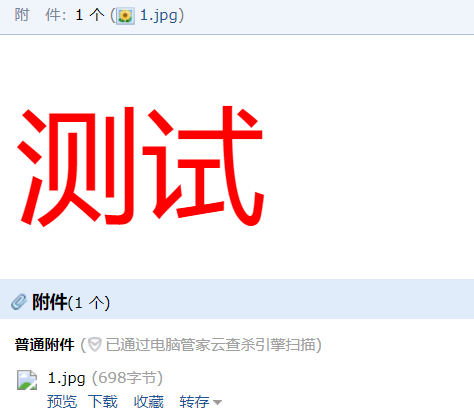 附 件: 1 个 (1.jpg)
测试
附件(1 个)
普通附件 (已通过电脑管家云查杀引擎扫描)
1.jpg (698字节)
预览 下载 收藏 转存